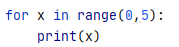 for x in range(0,5):
    print(x)